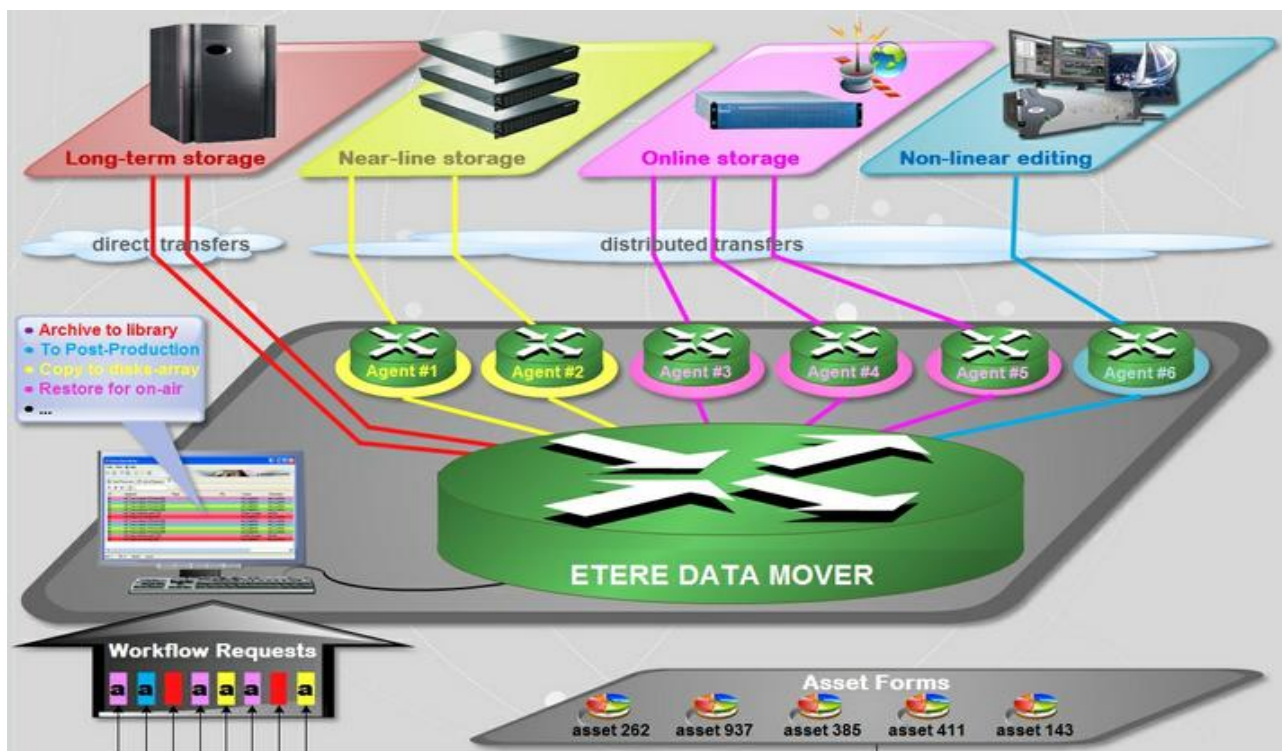 Long-term storage
Near-line storage
Online storage
Non-linear editing
direct transfers
distributed transfers
Archive to library
To Post-Production
Copy to disks-array
Restore for on-air
...
Agent #1
Agent #2
Agent #3
Agent #4
Agent #5
Agent #6
ETERE DATA MOVER
Workflow Requests
a a a a a a
Asset Forms
asset 262
asset 937
asset 385
asset 411
asset 143